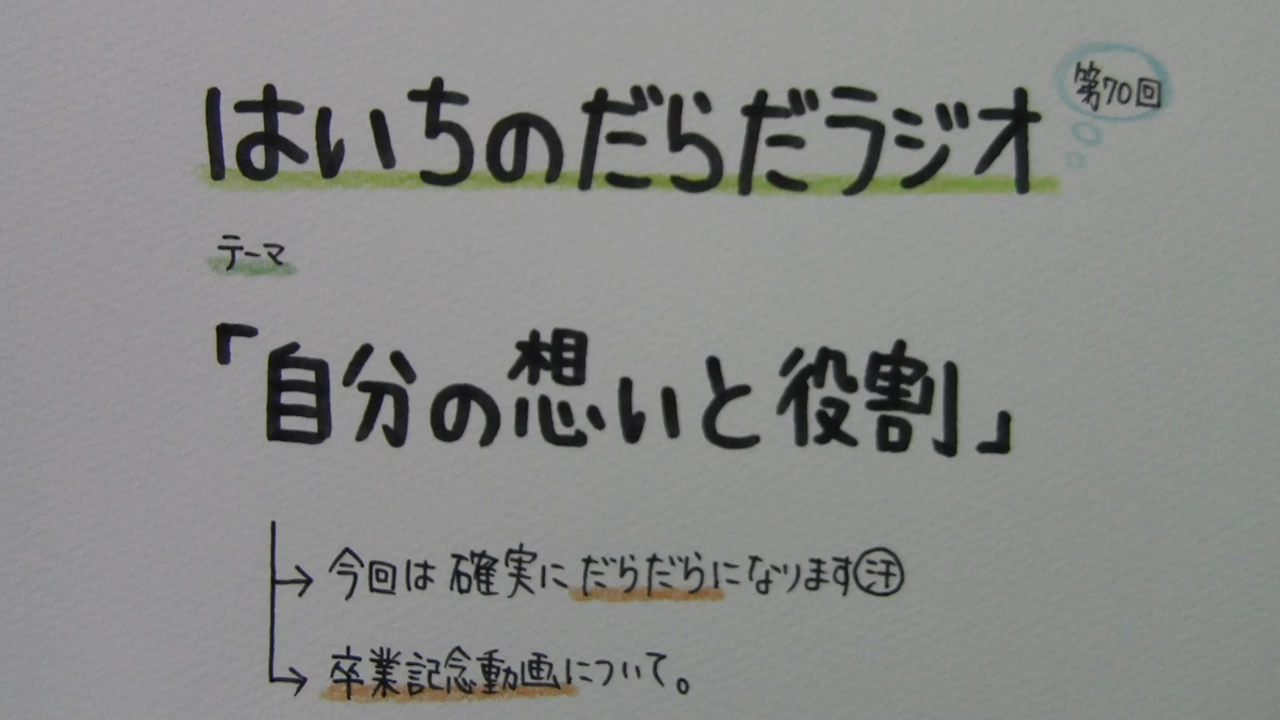 はいちのだらだラジオ
第70回
テーマ
「自分の想いと役割」
今回は確実にだらだらになります汗
卒業記念動画について。